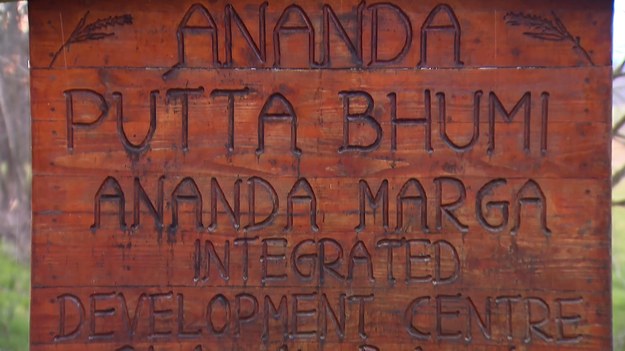 ANANDA
PUTTA BHUMI
ANANDA MARGA
INTEGRATED
DEVELOPMENT CENTRE